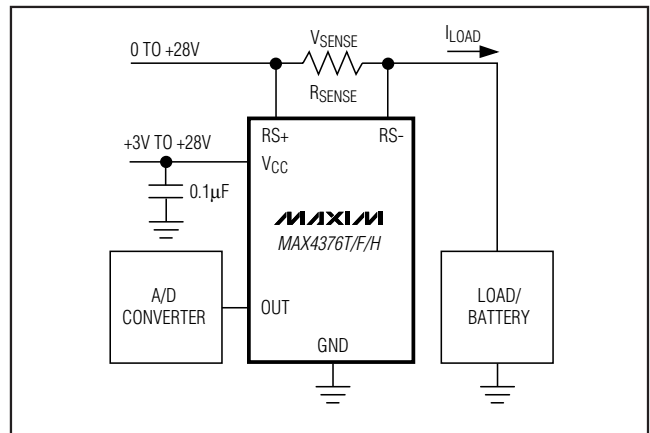 0 TO +28V
VSENSE
ILOAD
RSENSE
RS+
RS-
+3V TO +28V
VCC
0.1μF
MAXIM
MAX4376T/F/H
A/D
CONVERTER
OUT
LOAD/
BATTERY
GND